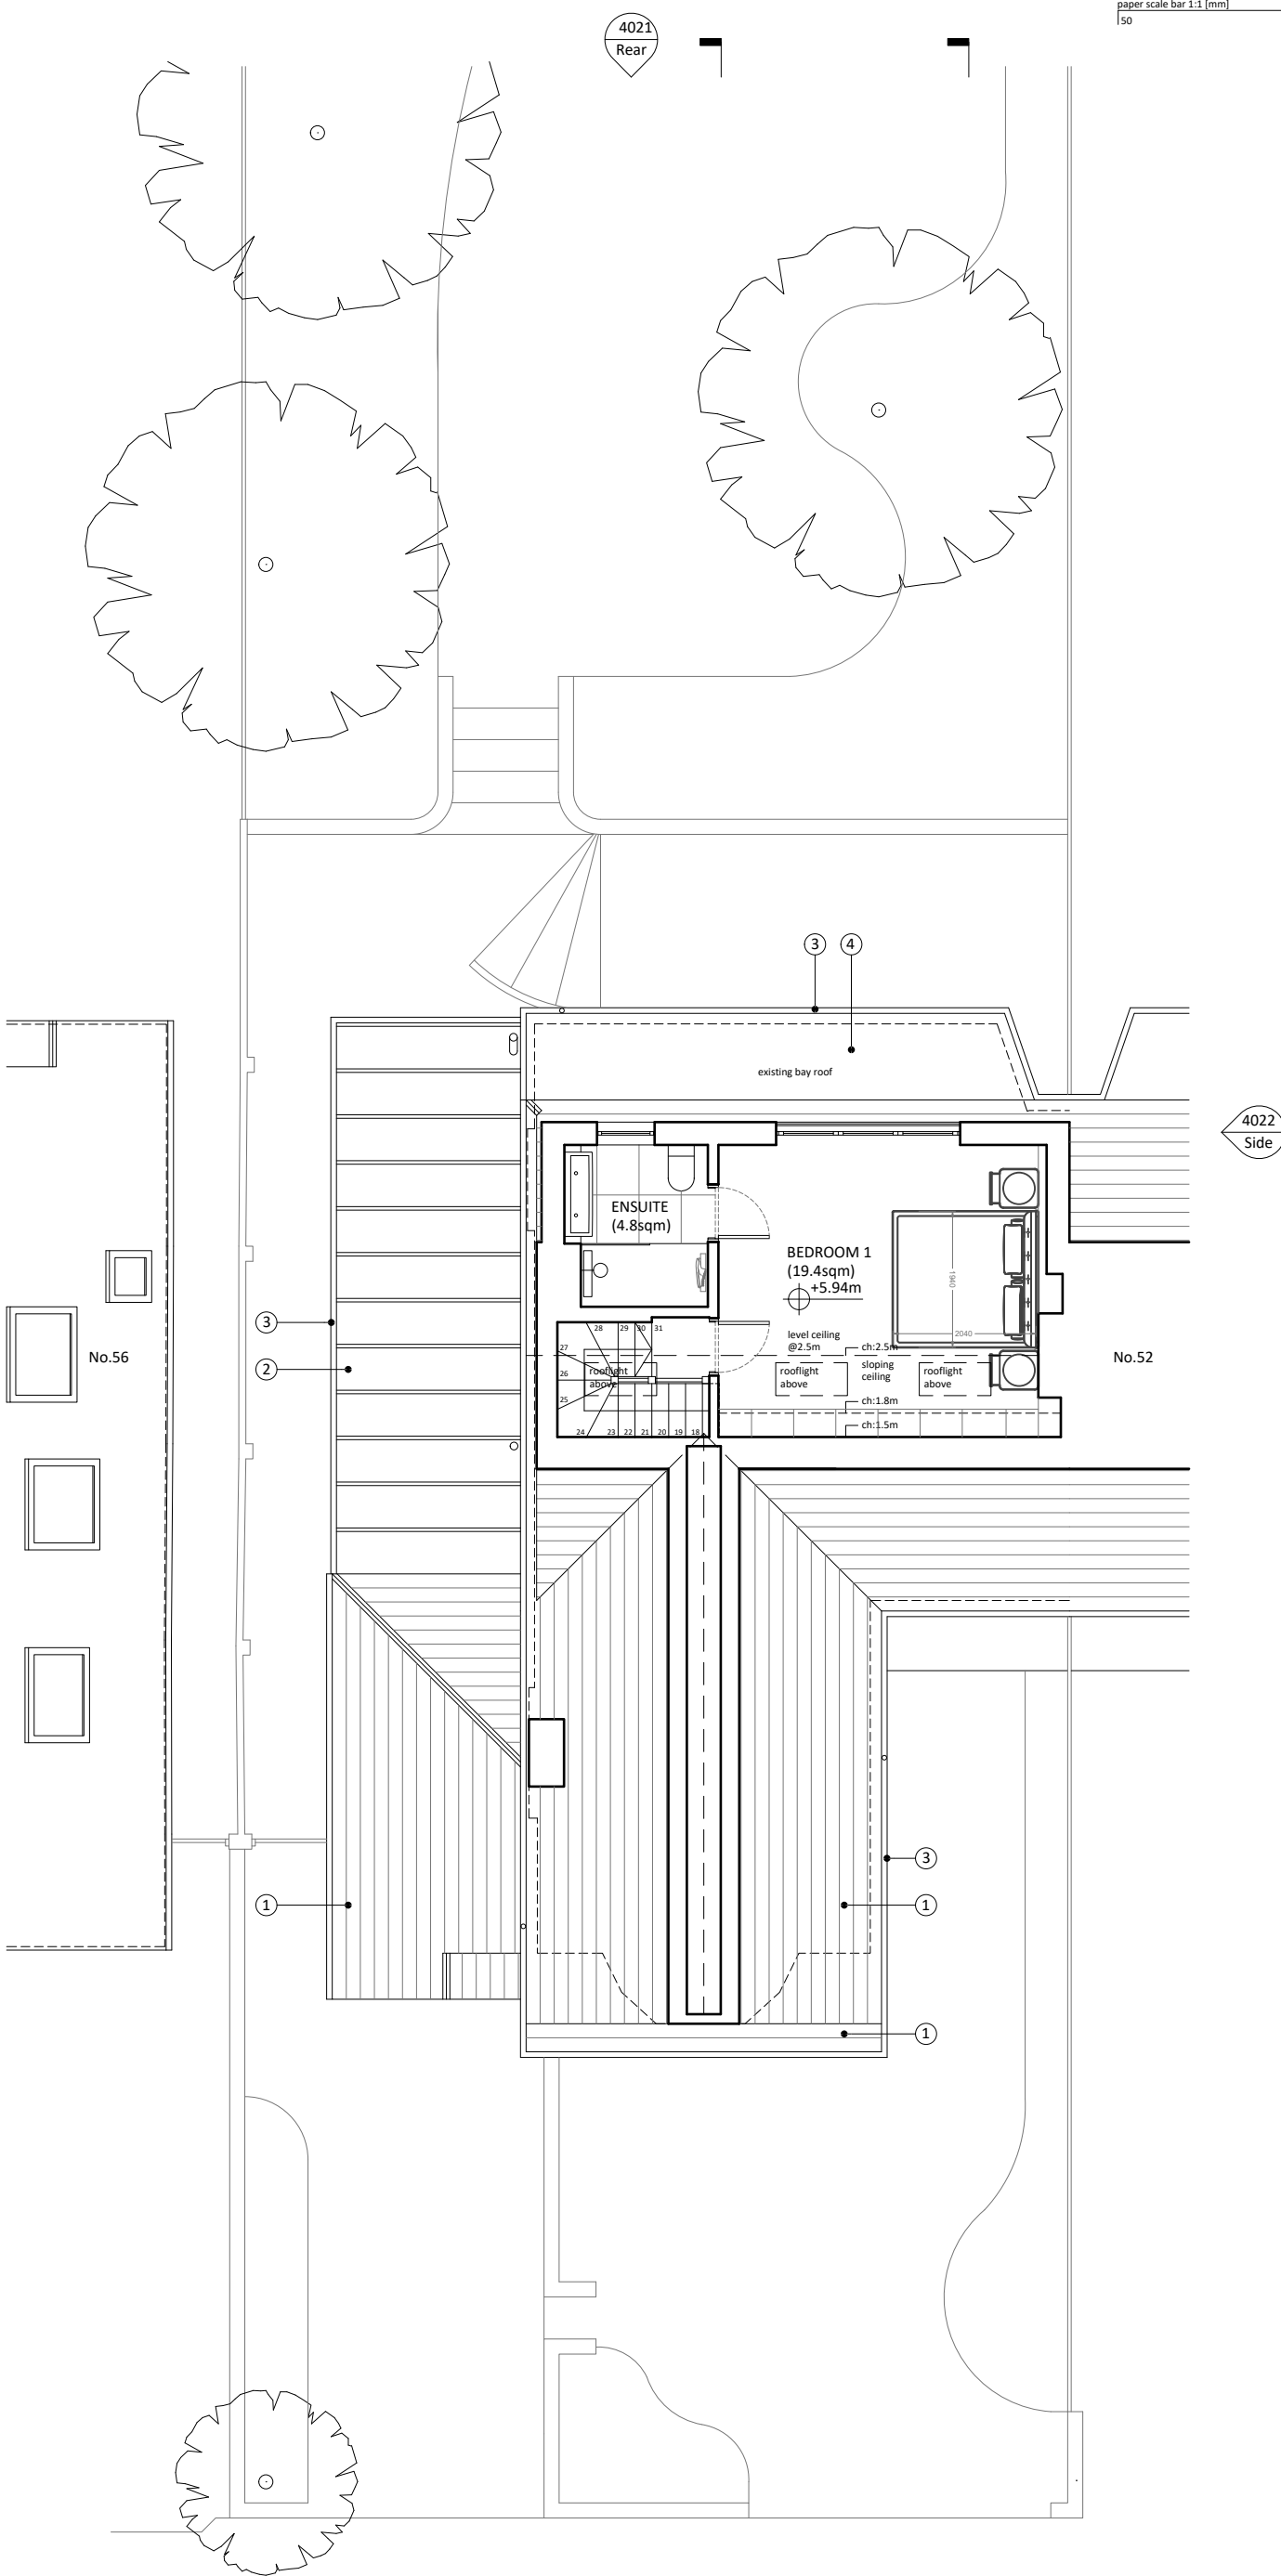 paper scale bar 1:1 [mm]
50
4021
Rear
3
4
existing bay roof
4022
Side
ENSUITE
(4.8sqm)
BEDROOM 1
(19.4sqm)
+5.94m
1940
2040
3
2
No.56
28
29
30
31
27
26
25
24
23
22
21
20
19
18
rooflight
above
level ceiling
@2.5m
ch:2.5m
sloping
ceiling
rooflight
above
rooflight
above
ch:1.8m
ch:1.5m
No.52
3
1
1
1